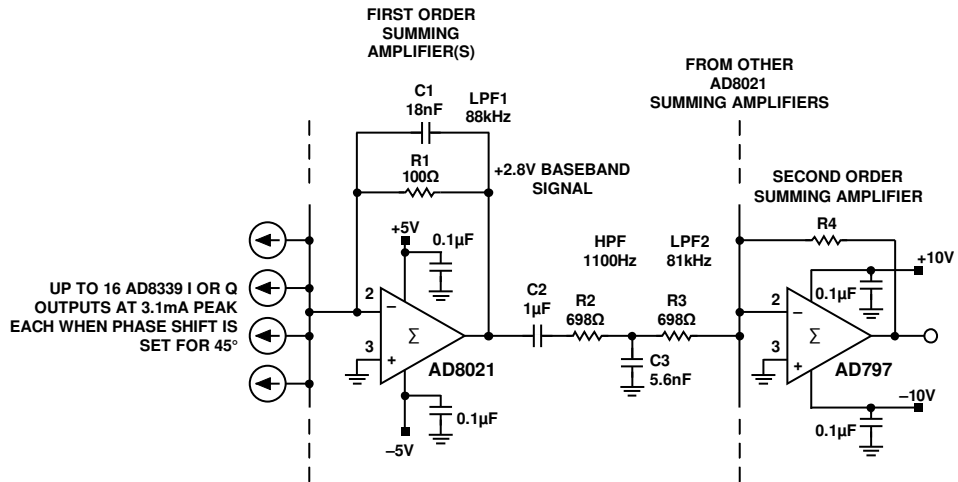 FIRST ORDER
SUMMING
AMPLIFIER(S)
FROM OTHER
AD8021
SUMMING AMPLIFIERS
C1
18nF
LPF1
88kHz
R1
100Ω
+2.8V BASEBAND
SIGNAL
SECOND ORDER
SUMMING AMPLIFIER
R4
+5V
0.1µF
HPF
1100Hz
LPF2
81kHz
+10V
0.1µF
UP TO 16 AD8339 I OR Q
OUTPUTS AT 3.1mA PEAK
EACH WHEN PHASE SHIFT IS
SET FOR 45°
2
–
Σ
3
+
AD8021
C2
1µF
R2
698Ω
R3
698Ω
C3
5.6nF
2
–
Σ
3
+
AD797
0.1µF
–5V
–10V
0.1µF